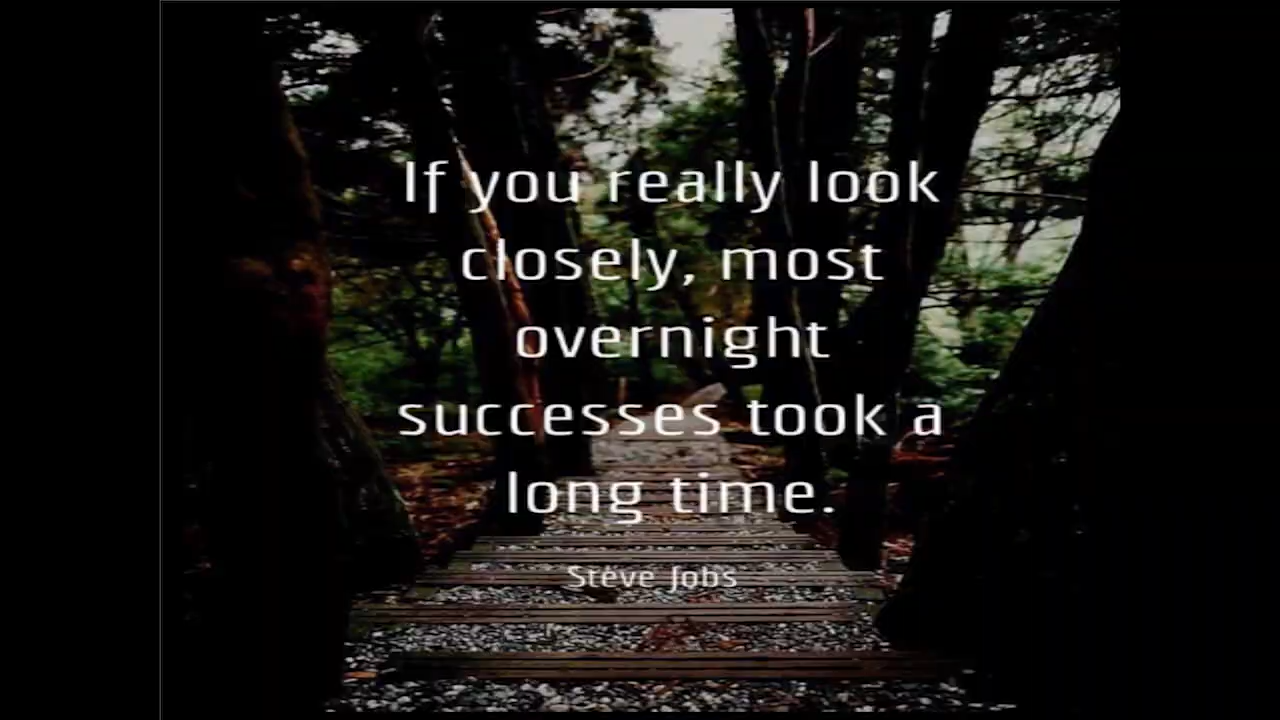 If you really look
closely, most
overnight
successes took a
long time.
Steve Jobs